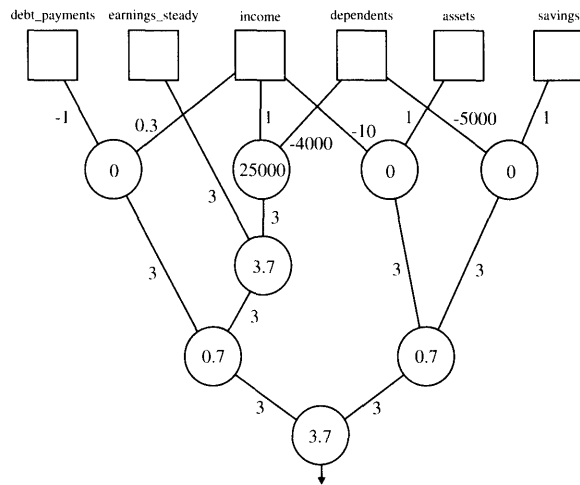 debt_payments earnings_steady income dependents assets savings
-1 0.3 1 -4000 -10 1 -5000 1
0 25000 0 0
3 3
3.7
3 3 3 3
0.7 0.7
3 3
3.7